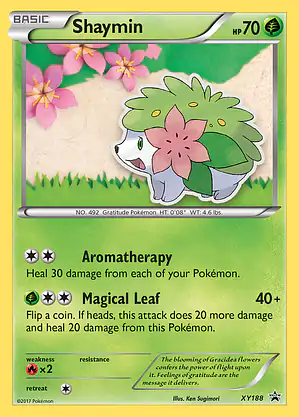 BASIC
Shaymin
HP 70
NO. 492 Gratitude Pokémon. HT: 0'08" WT: 4.6 lbs.
Aromatherapy
Heal 30 damage from each of your Pokémon.
Magical Leaf 40+
Flip a coin. If heads, this attack does 20 more damage
and heal 20 damage from this Pokémon.
weakness resistance
×2
retreat
The blooming of Gracidea flowers
confers the power of flight upon
it. Feelings of gratitude are the
message it delivers.
©2017 Pokémon
Illus. Ken Sugimori
XY188